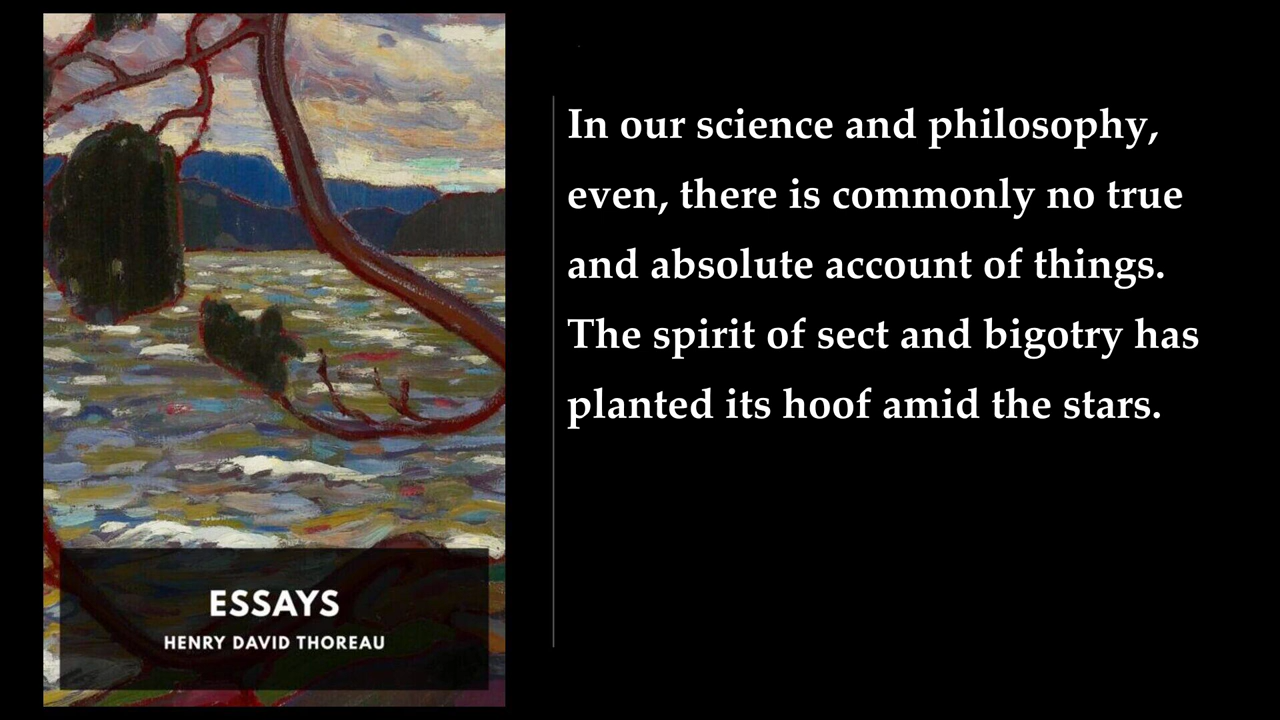 ESSAYS
HENRY DAVID THOREAU
In our science and philosophy,
even, there is commonly no true
and absolute account of things.
The spirit of sect and bigotry has
planted its hoof amid the stars.